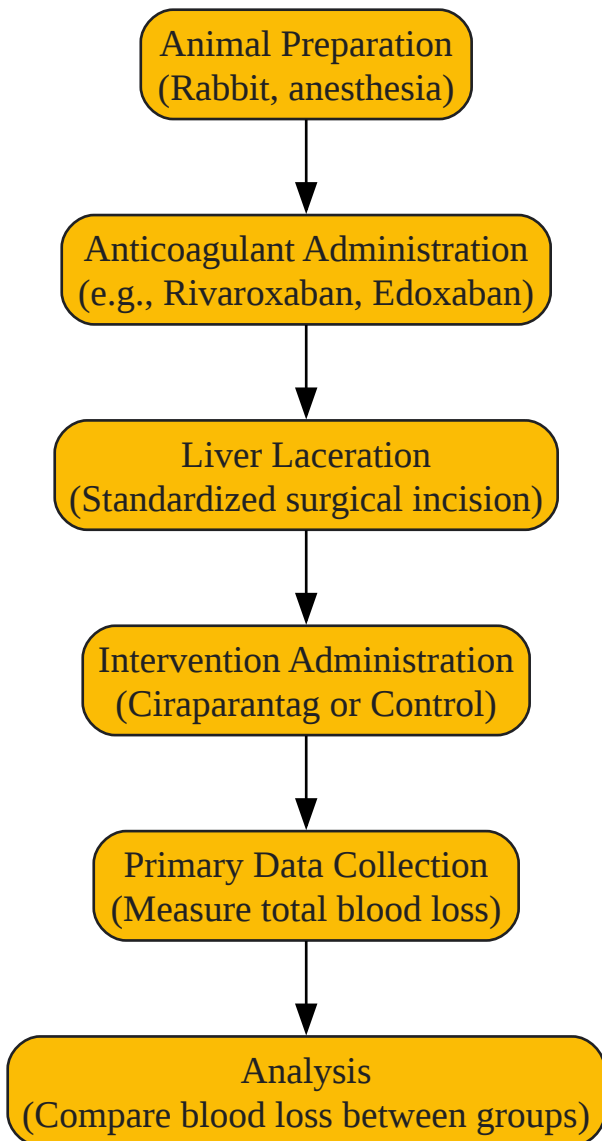 Animal Preparation
(Rabbit, anesthesia)
Anticoagulant Administration
(e.g., Rivaroxaban, Edoxaban)
Liver Laceration
(Standardized surgical incision)
Intervention Administration
(Ciraparantag or Control)
Primary Data Collection
(Measure total blood loss)
Analysis
(Compare blood loss between groups)